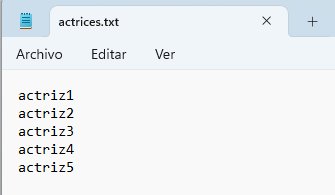 actrices.txt
Archivo Editar Ver
actriz1
actriz2
actriz3
actriz4
actriz5